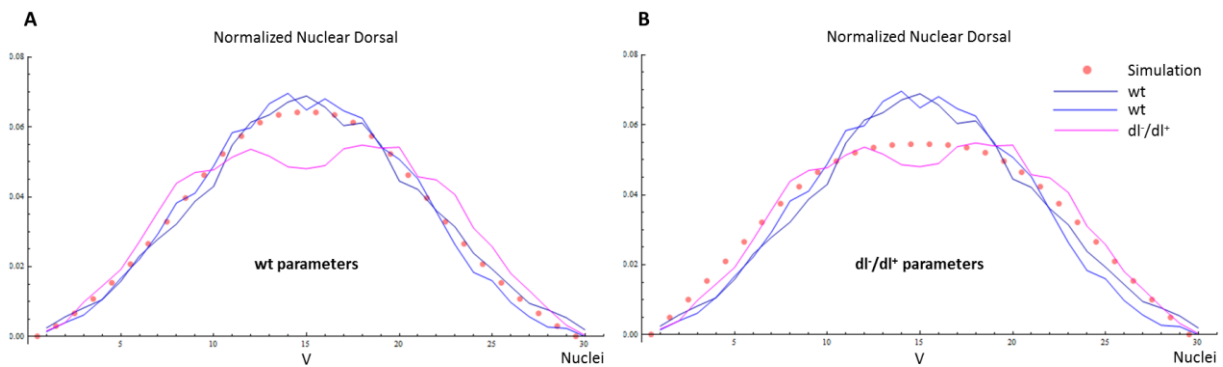 A
Normalized Nuclear Dorsal
0.08
0.06
0.04
0.02
0.00
5
10
15
20
25
30
wt parameters
V
Nuclei
B
Normalized Nuclear Dorsal
Simulation
wt
wt
dl⁻/dl⁺
0.08
0.06
0.04
0.02
0.00
5
10
15
20
25
30
dl⁻/dl⁺ parameters
V
Nuclei